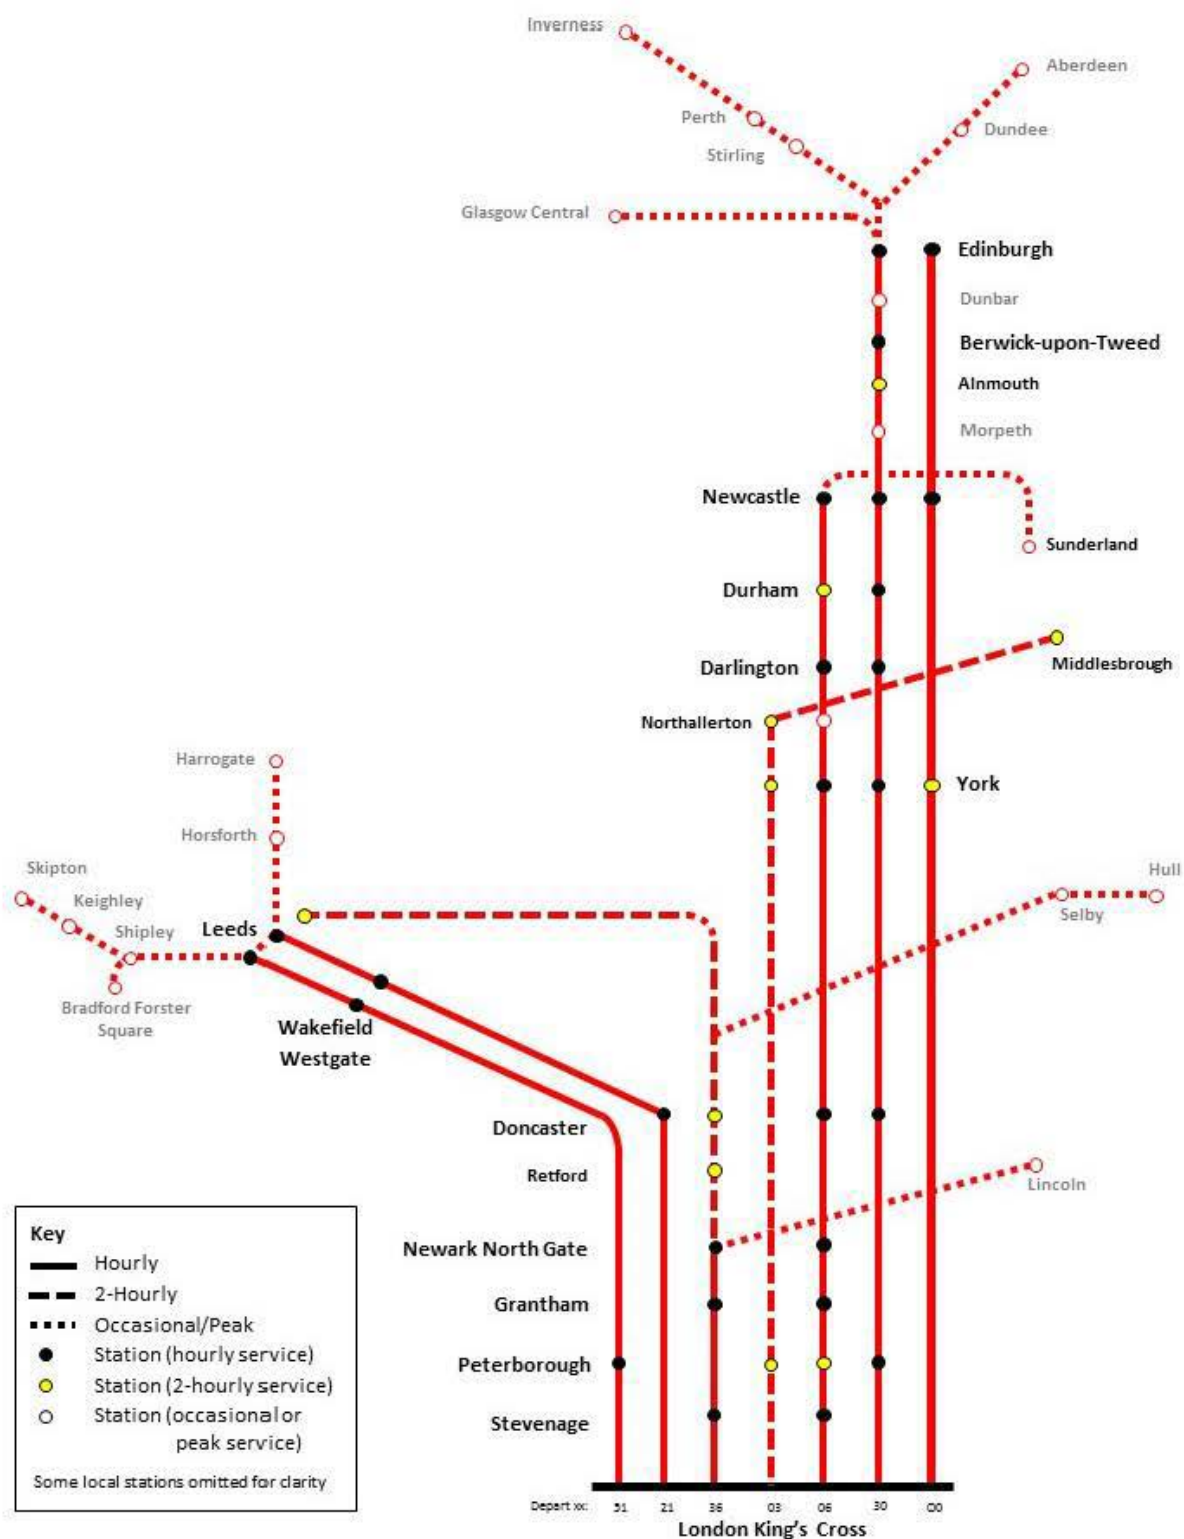 Inverness
Aberdeen
Perth
Dundee
Stirling
Glasgow Central
Edinburgh
Dunbar
Berwick-upon-Tweed
Alnmouth
Morpeth
Newcastle
Sunderland
Durham
Middlesbrough
Darlington
Northallerton
Harrogate
York
Horsforth
Skipton
Hull
Keighley
Selby
Shipley
Leeds
Bradford Forster
Square
Wakefield
Westgate
Doncaster
Retford
Lincoln
Newark North Gate
Grantham
Peterborough
Stevenage
Key
Hourly
2-Hourly
Occasional/Peak
Station (hourly service)
Station (2-hourly service)
Station (occasional or
peak service)
Some local stations omitted for clarity
Depart xx: 51 21 36 03 06 30 00
London King's Cross